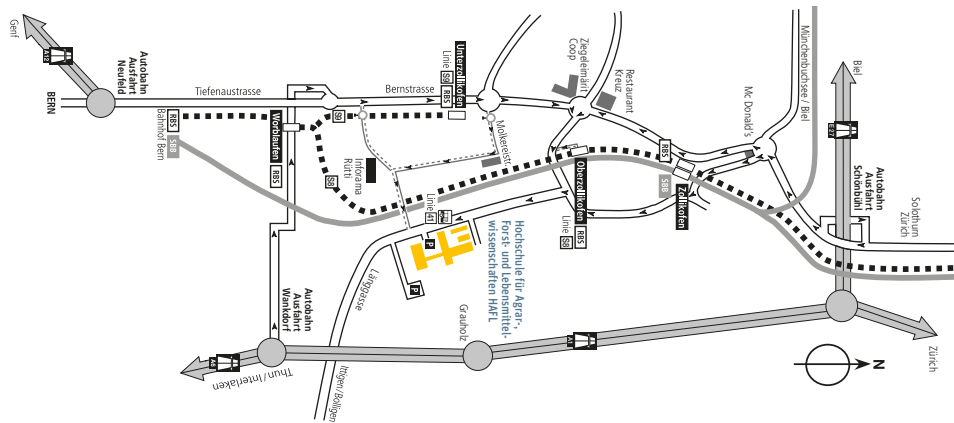 Genf
A12
BERN
Autobahn
Ausfahrt
Neufeld
Tiefenaustrasse
RBS
SBB
Bahnhof Bern
Worblaufen
RBS
S9
S8
Bernstrasse
Unterzollikofen
Linie S9 RBS
Molkereistr.
Inforama
Rütti
Linie
41
P
P
Länggasse
Ittigen/Bolligen
Autobahn
Ausfahrt
Wankdorf
A6
Thun/Interlaken
Grauholz
A1
Hochschule für Agrar-,
Forst- und Lebensmittel-
wissenschaften HAFL
Oberzollikofen
RBS
Linie S8
Ziegeleimärit
Coop
Restaurant
Kreuz
RBS
SBB
Zollikofen
Mc Donald's
Münchenbuchsee / Biel
Biel
Autobahn
Ausfahrt
Schönbühl
Solothurn
Zürich
Zürich
N